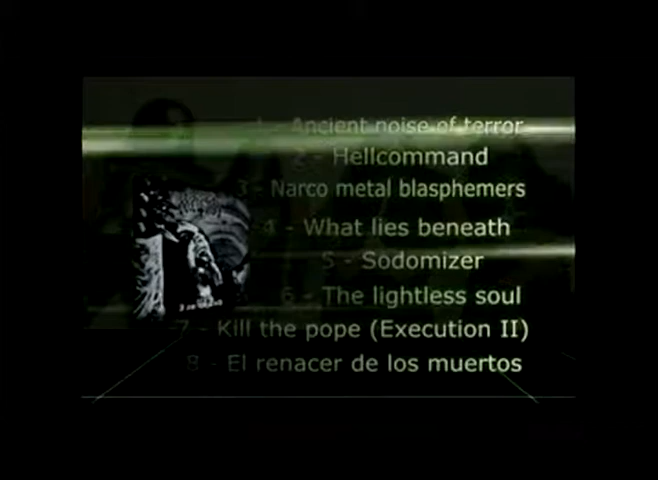 1 - Ancient noise of terror
2 - Hellcommand
3 - Narco metal blasphemers
4 - What lies beneath
5 - Sodomizer
6 - The lightless soul
7 - Kill the pope (Execution II)
8 - El renacer de los muertos